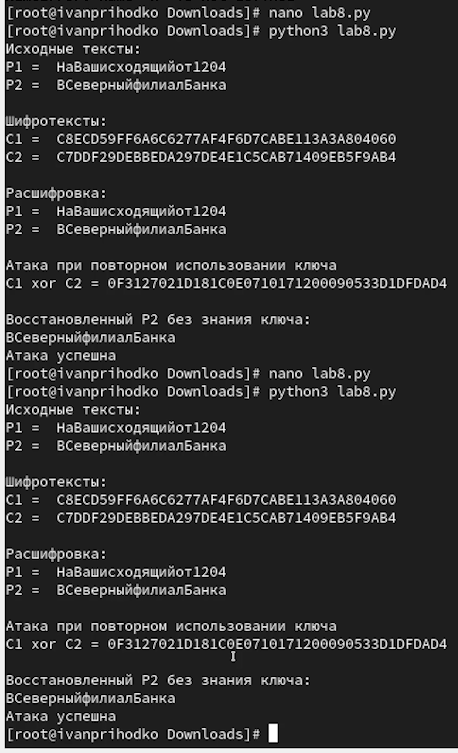 [root@ivanprihodko Downloads]# nano lab8.py
[root@ivanprihodko Downloads]# python3 lab8.py
Исходные тексты:
P1 =  НаВашисходящийот1204
P2 =  ВСеверныйфилиалБанка

Шифротексты:
C1 =  C8ECD59FF6A6C6277AF4F6D7CABE113A3A804060
C2 =  C7DDF29DEBBEDA297DE4E1C5CAB71409EB5F9AB4

Расшифровка:
P1 =  НаВашисходящийот1204
P2 =  ВСеверныйфилиалБанка

Атака при повторном использовании ключа
C1 xor C2 = 0F3127021D181C0E0710171200090533D1DFDAD4

Восстановленный P2 без знания ключа:
ВСеверныйфилиалБанка
Атака успешна
[root@ivanprihodko Downloads]# nano lab8.py
[root@ivanprihodko Downloads]# python3 lab8.py
Исходные тексты:
P1 =  НаВашисходящийот1204
P2 =  ВСеверныйфилиалБанка

Шифротексты:
C1 =  C8ECD59FF6A6C6277AF4F6D7CABE113A3A804060
C2 =  C7DDF29DEBBEDA297DE4E1C5CAB71409EB5F9AB4

Расшифровка:
P1 =  НаВашисходящийот1204
P2 =  ВСеверныйфилиалБанка

Атака при повторном использовании ключа
C1 xor C2 = 0F3127021D181C0E0710171200090533D1DFDAD4

Восстановленный P2 без знания ключа:
ВСеверныйфилиалБанка
Атака успешна
[root@ivanprihodko Downloads]#